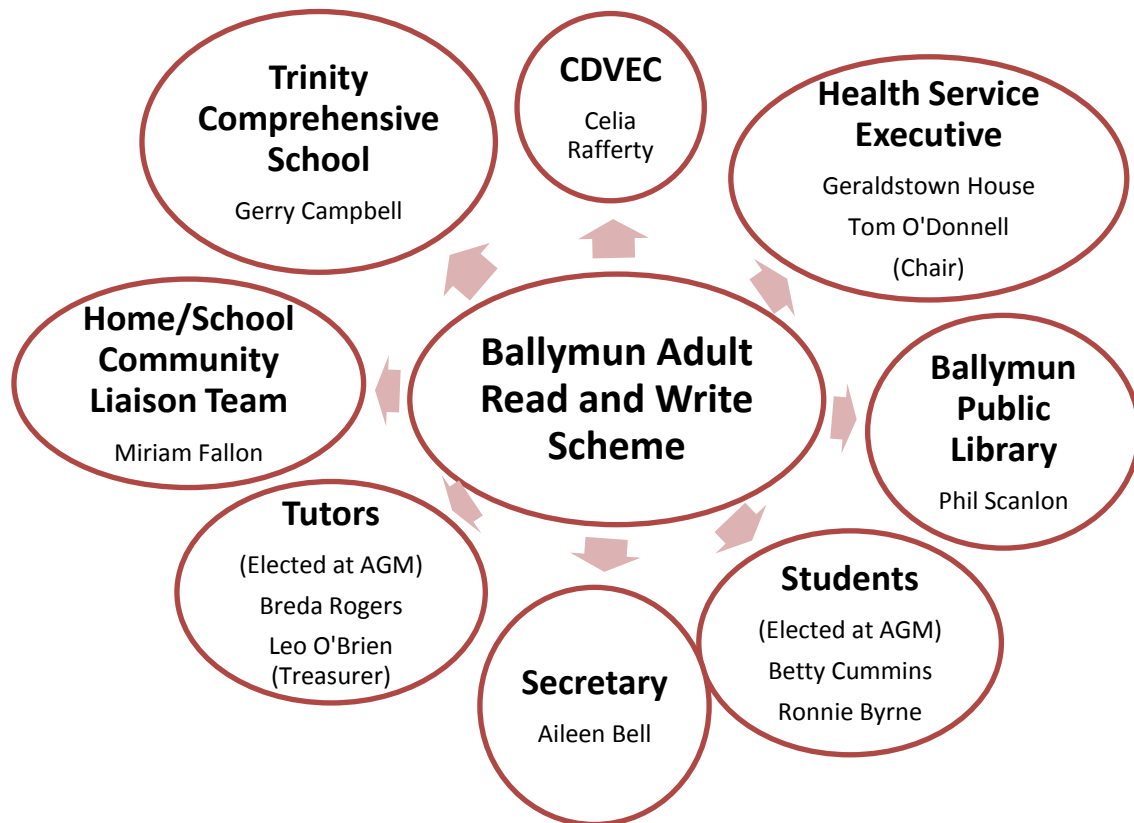 Trinity
Comprehensive
School
Gerry Campbell
CDVEC
Celia
Rafferty
Health Service
Executive
Geraldstown House
Tom O'Donnell
(Chair)
Home/School
Community
Liaison Team
Miriam Fallon
Ballymun Adult
Read and Write
Scheme
Ballymun
Public
Library
Phil Scanlon
Tutors
(Elected at AGM)
Breda Rogers
Leo O'Brien
(Treasurer)
Secretary
Aileen Bell
Students
(Elected at AGM)
Betty Cummins
Ronnie Byrne